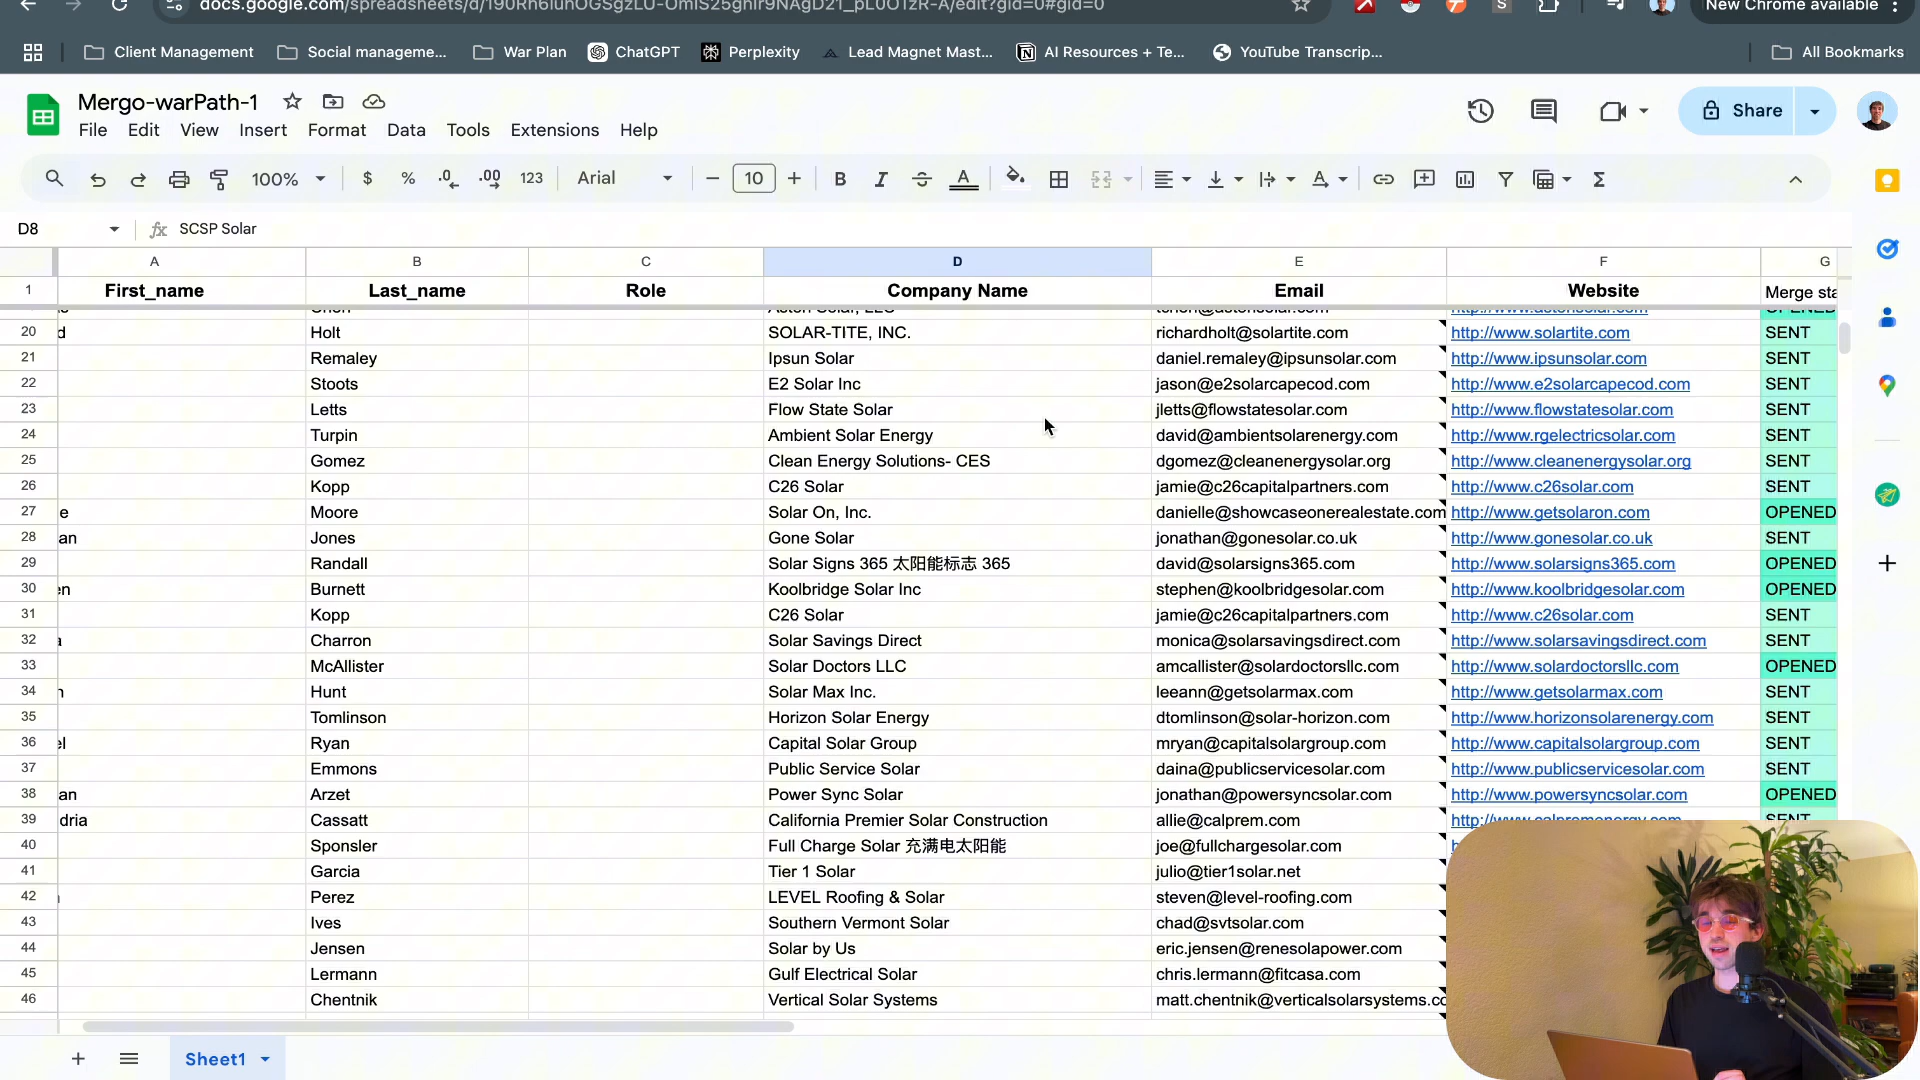 New Chrome available
Client Management
Social manageme...
War Plan
ChatGPT
Perplexity
Lead Magnet Mast...
AI Resources + Te...
YouTube Transcrip...
All Bookmarks
Mergo-warPath-1
File Edit View Insert Format Data Tools Extensions Help
Share
100% $ % .0 .00 123 Arial 10
D8 SCSP Solar
A B C D E F G
1 First_name Last_name Role Company Name Email Website Merge sta
20 d Holt SOLAR-TITE, INC. richardholt@solartite.com http://www.solartite.com SENT
21 Remaley Ipsun Solar daniel.remaley@ipsunsolar.com http://www.ipsunsolar.com SENT
22 Stoots E2 Solar Inc jason@e2solarcapecod.com http://www.e2solarcapecod.com SENT
23 Letts Flow State Solar jletts@flowstatesolar.com http://www.flowstatesolar.com SENT
24 Turpin Ambient Solar Energy david@ambientsolarenergy.com http://www.rgelectricsolar.com SENT
25 Gomez Clean Energy Solutions- CES dgomez@cleanenergysolar.org http://www.cleanenergysolar.org SENT
26 Kopp C26 Solar jamie@c26capitalpartners.com http://www.c26solar.com SENT
27 e Moore Solar On, Inc. danielle@showcaseonerealestate.com http://www.getsolaron.com OPENED
28 an Jones Gone Solar jonathan@gonesolar.co.uk http://www.gonesolar.co.uk SENT
29 Randall Solar Signs 365 太阳能标志 365 david@solarsigns365.com http://www.solarsigns365.com OPENED
30 en Burnett Koolbridge Solar Inc stephen@koolbridgesolar.com http://www.koolbridgesolar.com OPENED
31 Kopp C26 Solar jamie@c26capitalpartners.com http://www.c26solar.com SENT
32 a Charron Solar Savings Direct monica@solarsavingsdirect.com http://www.solarsavingsdirect.com SENT
33 McAllister Solar Doctors LLC amcallister@solardoctorsllc.com http://www.solardoctorsllc.com OPENED
34 n Hunt Solar Max Inc. leeann@getsolarmax.com http://www.getsolarmax.com SENT
35 Tomlinson Horizon Solar Energy dtomlinson@solar-horizon.com http://www.horizonsolarenergy.com SENT
36 el Ryan Capital Solar Group mryan@capitalsolargroup.com http://www.capitalsolargroup.com SENT
37 Emmons Public Service Solar daina@publicservicesolar.com http://www.publicservicesolar.com SENT
38 an Arzet Power Sync Solar jonathan@powersyncsolar.com http://www.powersyncsolar.com OPENED
39 dria Cassatt California Premier Solar Construction allie@calprem.com http://www.calpremenergy.com SENT
40 Sponsler Full Charge Solar 充满电太阳能 joe@fullchargesolar.com
41 Garcia Tier 1 Solar julio@tier1solar.net
42 Perez LEVEL Roofing & Solar steven@level-roofing.com
43 Ives Southern Vermont Solar chad@svtsolar.com
44 Jensen Solar by Us eric.jensen@renesolapower.com
45 Lermann Gulf Electrical Solar chris.lermann@fitcasa.com
46 Chentnik Vertical Solar Systems matt.chentnik@verticalsolarsystems.co
Sheet1